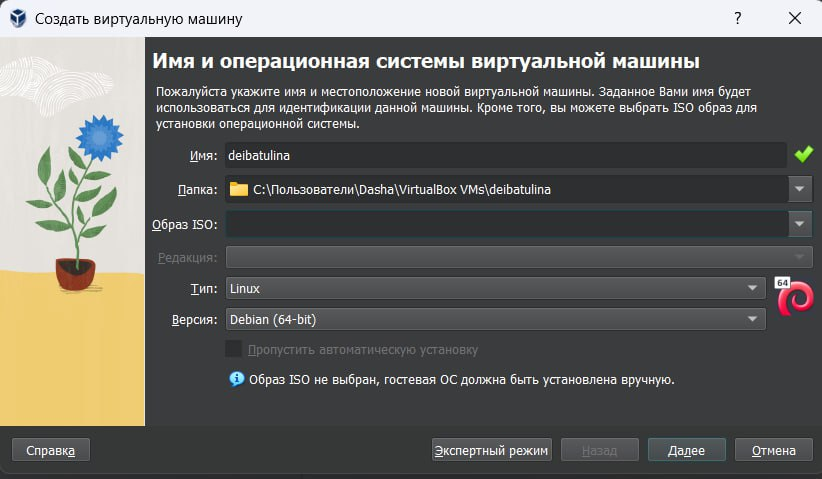 Создать виртуальную машину
?
Имя и операционная системы виртуальной машины
Пожалуйста укажите имя и местоположение новой виртуальной машины. Заданное Вами имя будет
использоваться для идентификации данной машины. Кроме того, вы можете выбрать ISO образ для
установки операционной системы.
Имя: deibatulina
Папка: C:\Пользователи\Dasha\VirtualBox VMs\deibatulina
Образ ISO:
Редакция:
Тип: Linux
64
Версия: Debian (64-bit)
Пропустить автоматическую установку
Образ ISO не выбран, гостевая ОС должна быть установлена вручную.
Справка Экспертный режим Назад Далее Отмена